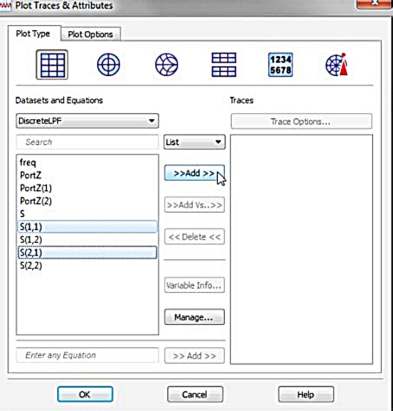 Plot Traces & Attributes
Plot Type
Plot Options
1234
5678
Datasets and Equations
Traces
DiscreteLPF
Trace Options...
Search
List
freq
PortZ
PortZ(1)
PortZ(2)
S
S(1,1)
S(1,2)
S(2,1)
S(2,2)
>>Add >>
>>Add Vs..>>
<< Delete <<
Variable Info...
Manage...
Enter any Equation
>> Add >>
OK
Cancel
Help